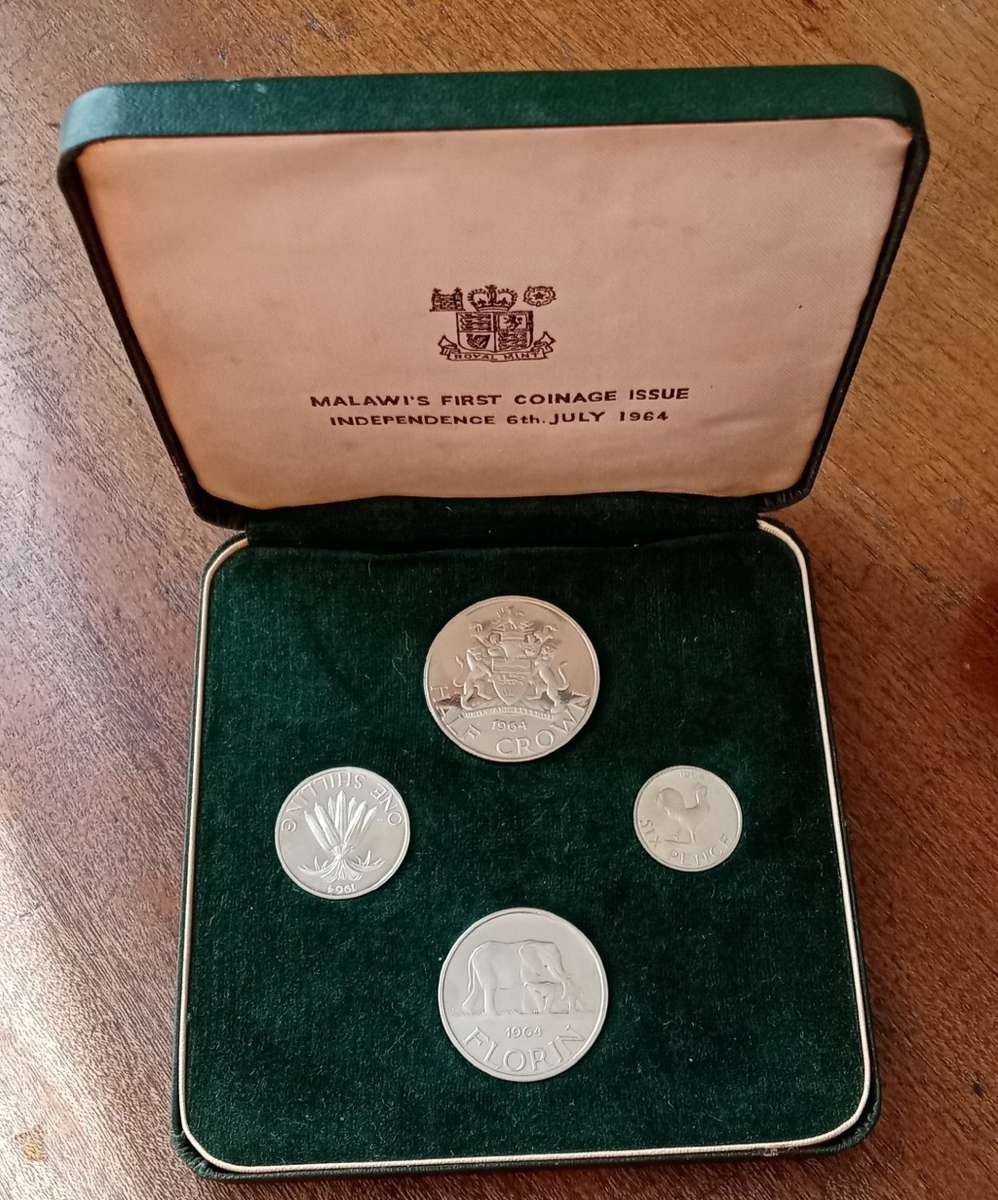 ROYAL MINT
MALAWI'S FIRST COINAGE ISSUE
INDEPENDENCE 6th. JULY 1964
1964
HALF CROWN
ONE SHILLING
1964
SIX PENCE
1964
FLORIN